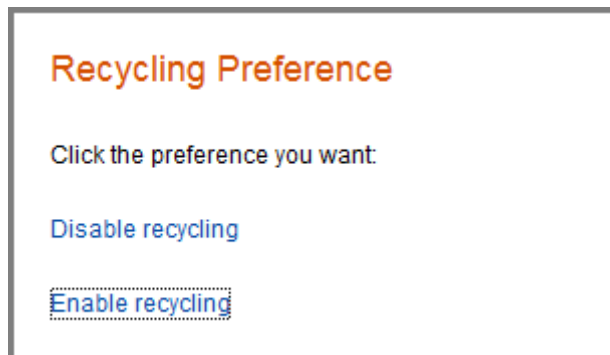 Recycling Preference
Click the preference you want:
Disable recycling
Enable recycling